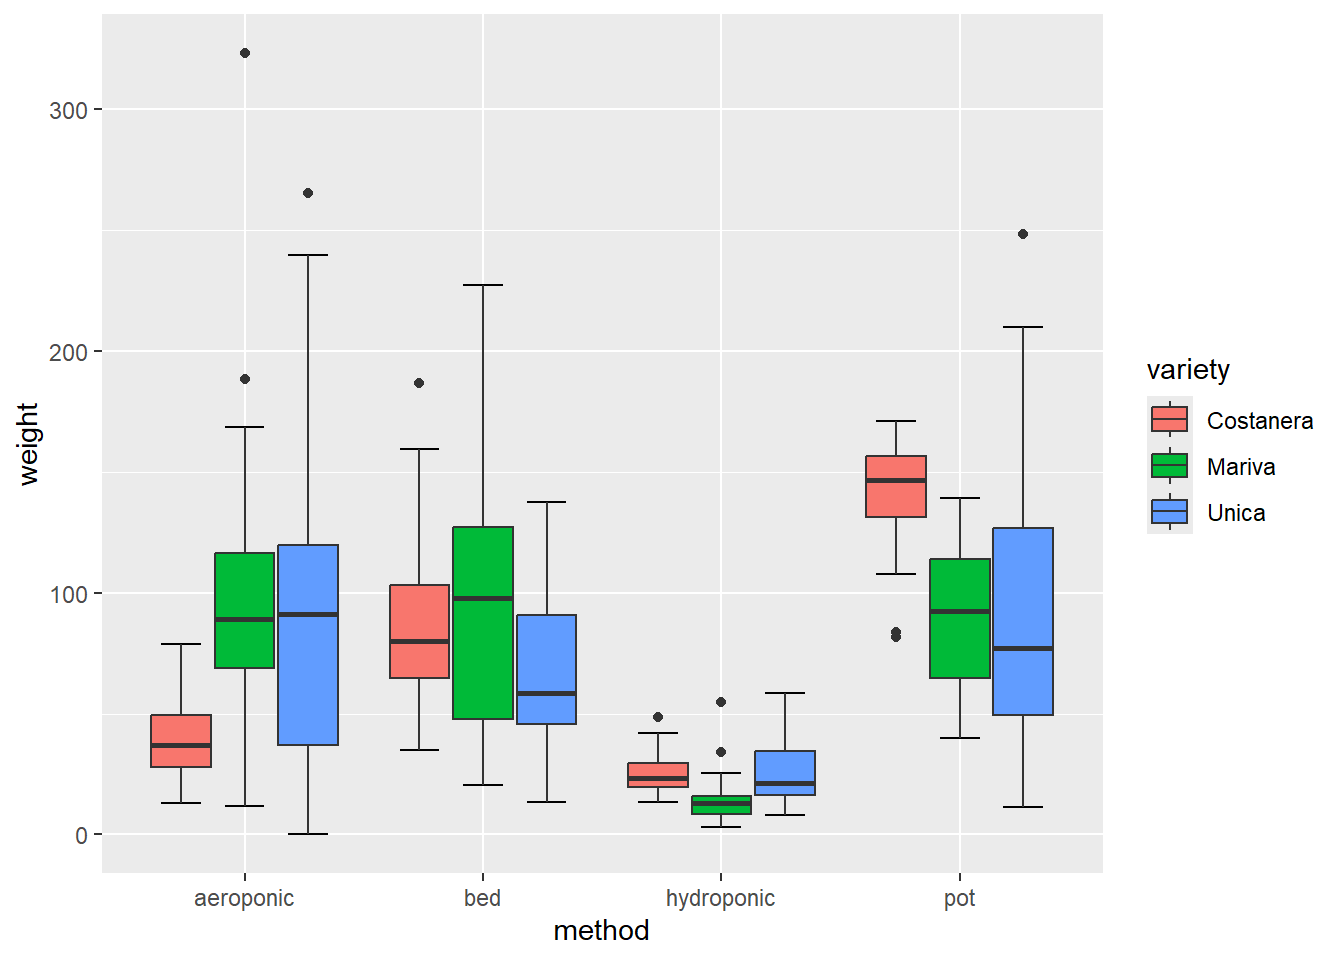 300
200
100
0
weight
aeroponic bed hydroponic pot
method
variety
Costanera
Mariva
Unica